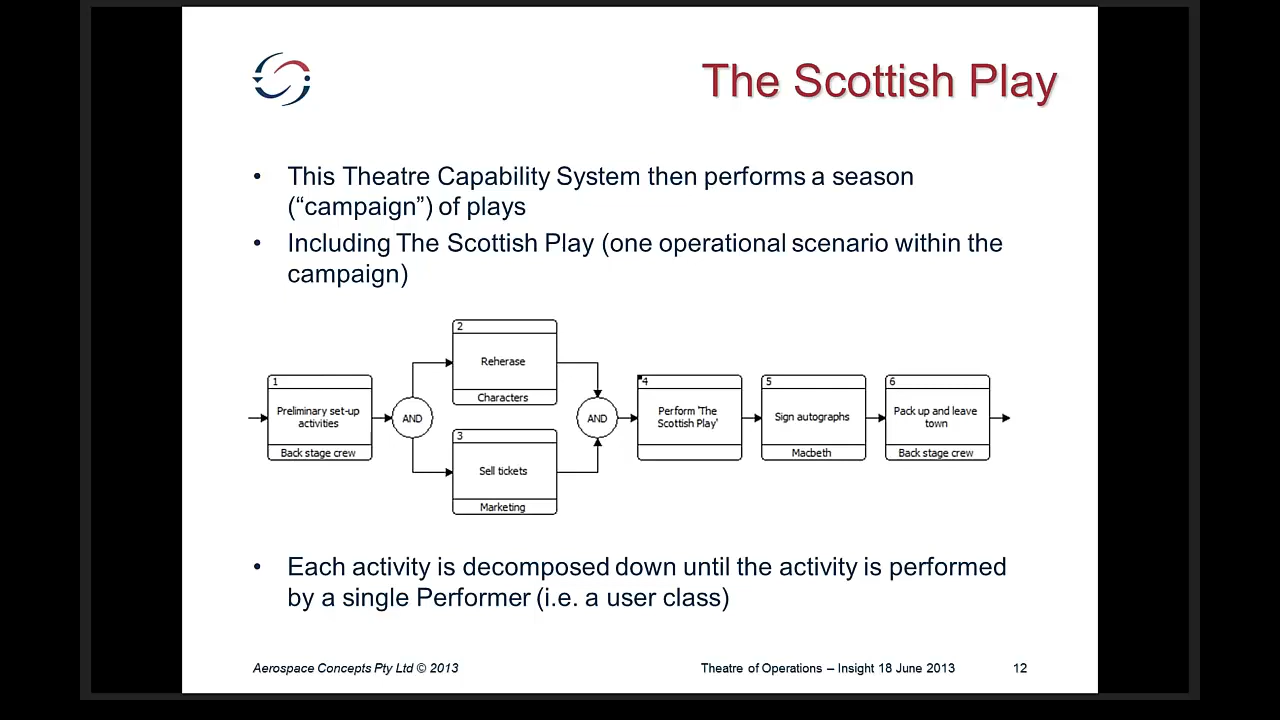 The Scottish Play
• This Theatre Capability System then performs a season
(“campaign”) of plays
• Including The Scottish Play (one operational scenario within the
campaign)
1
Preliminary set-up
activities
Back stage crew
AND
2
Reherase
Characters
3
Sell tickets
Marketing
AND
4
Perform 'The
Scottish Play'
5
Sign autographs
Macbeth
6
Pack up and leave
town
Back stage crew
• Each activity is decomposed down until the activity is performed
by a single Performer (i.e. a user class)
Aerospace Concepts Pty Ltd © 2013
Theatre of Operations – Insight 18 June 2013
12